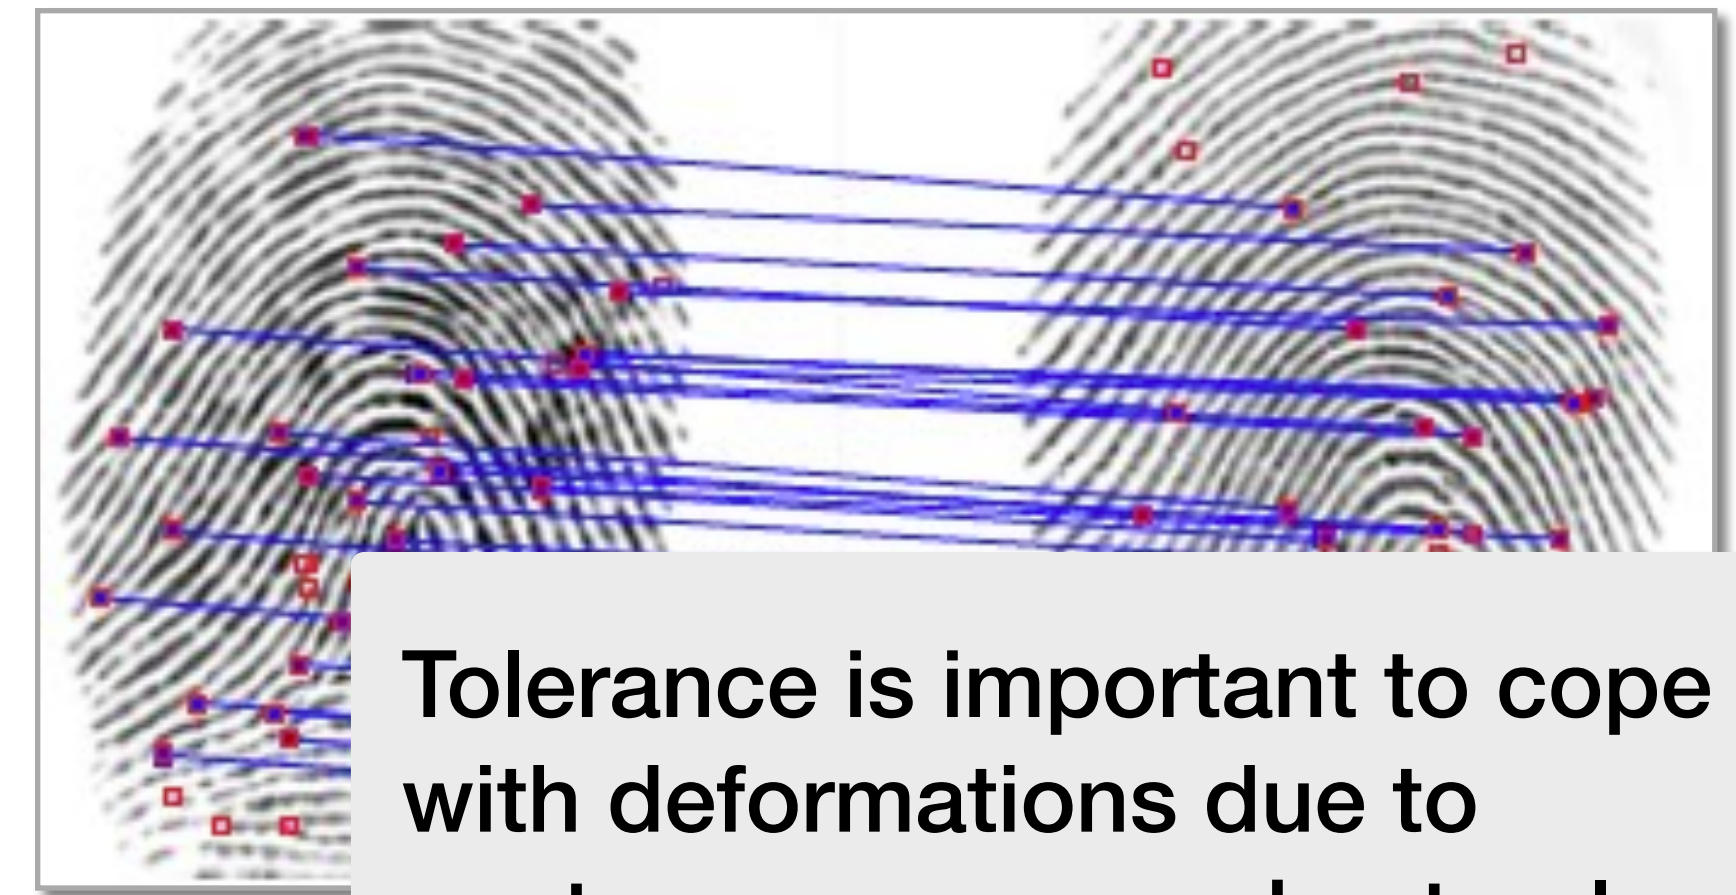 Tolerance is important to cope
with deformations due to